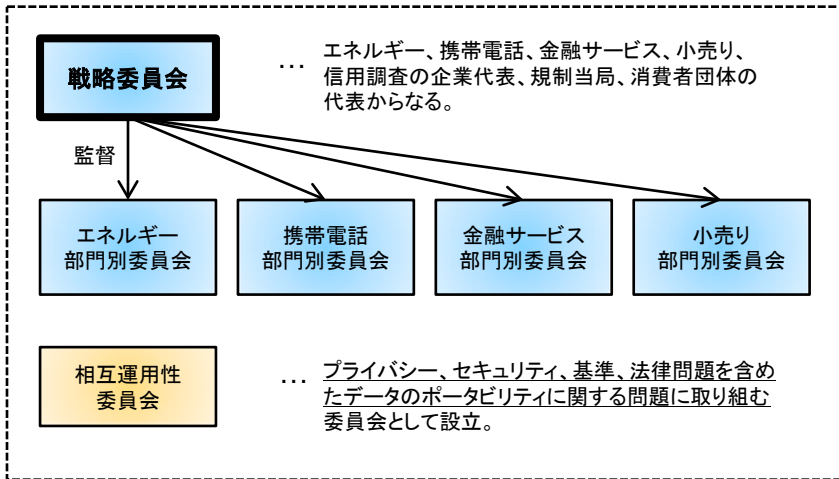 戦略委員会
… エネルギー、携帯電話、金融サービス、小売り、
信用調査の企業代表、規制当局、消費者団体の
代表からなる。
監督
エネルギー
部門別委員会
携帯電話
部門別委員会
金融サービス
部門別委員会
小売り
部門別委員会
相互運用性
委員会
… プライバシー、セキュリティ、基準、法律問題を含め
たデータのポータビリティに関する問題に取り組む
委員会として設立。